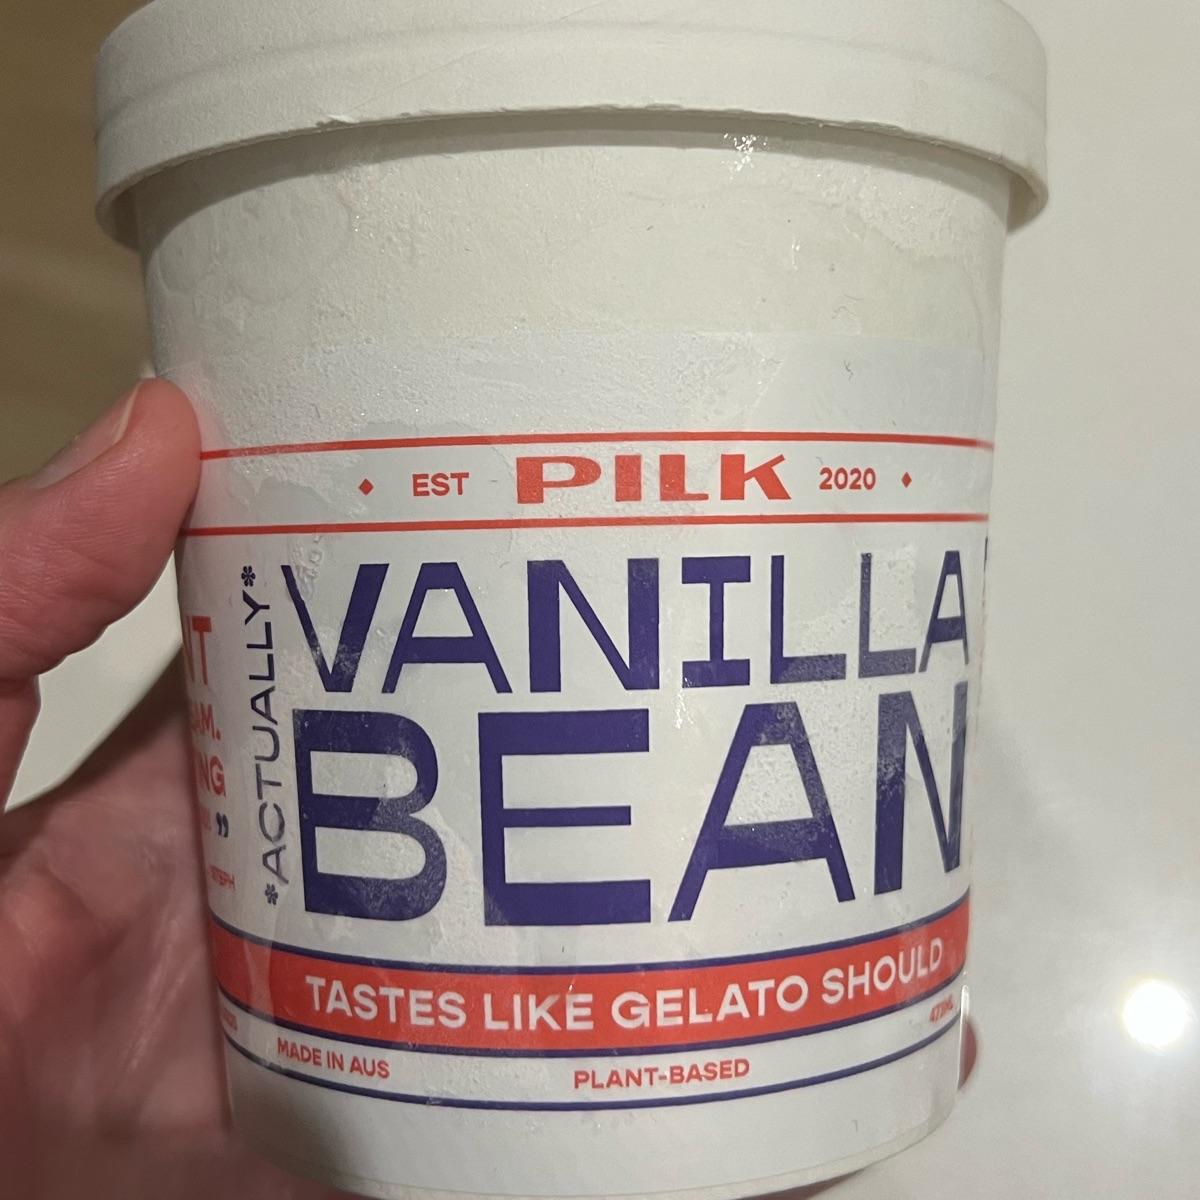 EST PILK 2020
*ACTUALLY*
VANILLA
BEAN
TASTES LIKE GELATO SHOULD
MADE IN AUS
PLANT-BASED